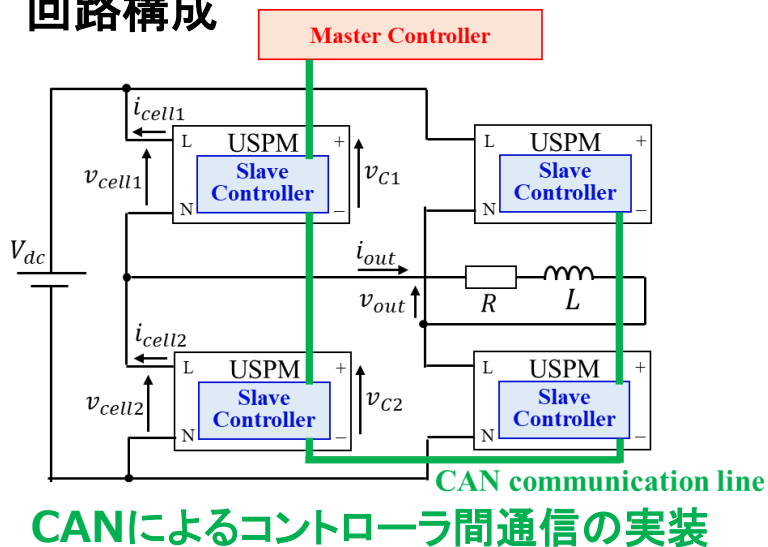 回路構成
Master Controller
i_cell1
L
USPM
+
Slave
Controller
N
−
v_cell1
v_C1
L
USPM
+
Slave
Controller
N
−
V_dc
i_out
v_out
R
L
i_cell2
L
USPM
+
Slave
Controller
N
−
v_cell2
v_C2
L
USPM
+
Slave
Controller
N
−
CAN communication line
CANによるコントローラ間通信の実装